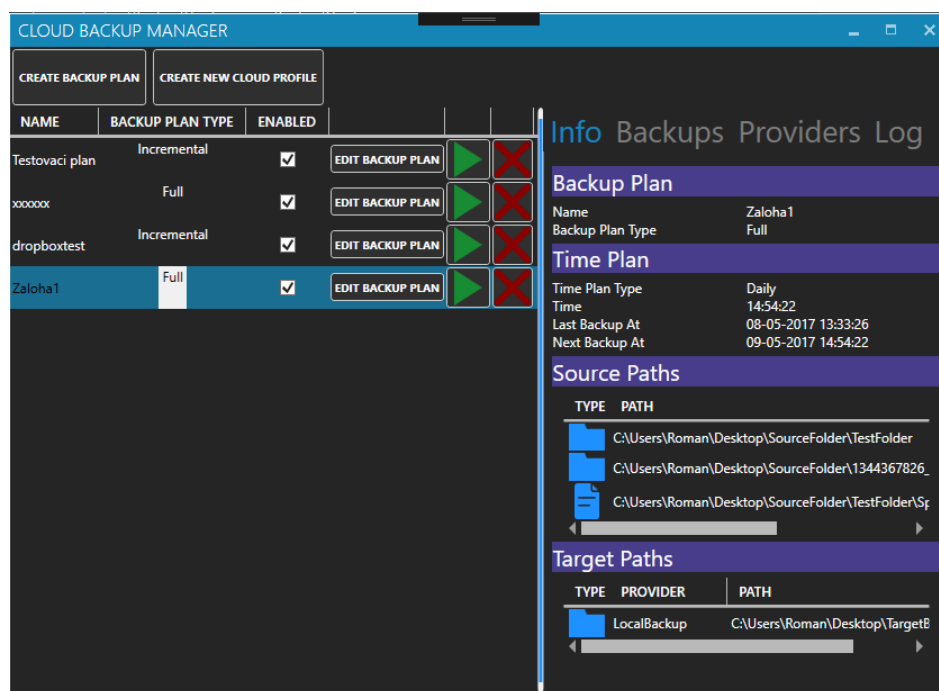 CLOUD BACKUP MANAGER
CREATE BACKUP PLAN CREATE NEW CLOUD PROFILE
NAME BACKUP PLAN TYPE ENABLED
Testovaci plan Incremental EDIT BACKUP PLAN
xxxxxx Full EDIT BACKUP PLAN
dropboxtest Incremental EDIT BACKUP PLAN
Zaloha1 Full EDIT BACKUP PLAN
Info Backups Providers Log
Backup Plan
Name Zaloha1
Backup Plan Type Full
Time Plan
Time Plan Type Daily
Time 14:54:22
Last Backup At 08-05-2017 13:33:26
Next Backup At 09-05-2017 14:54:22
Source Paths
TYPE PATH
C:\Users\Roman\Desktop\SourceFolder\TestFolder
C:\Users\Roman\Desktop\SourceFolder\1344367826_
C:\Users\Roman\Desktop\SourceFolder\TestFolder\Sp
Target Paths
TYPE PROVIDER PATH
LocalBackup C:\Users\Roman\Desktop\TargetB